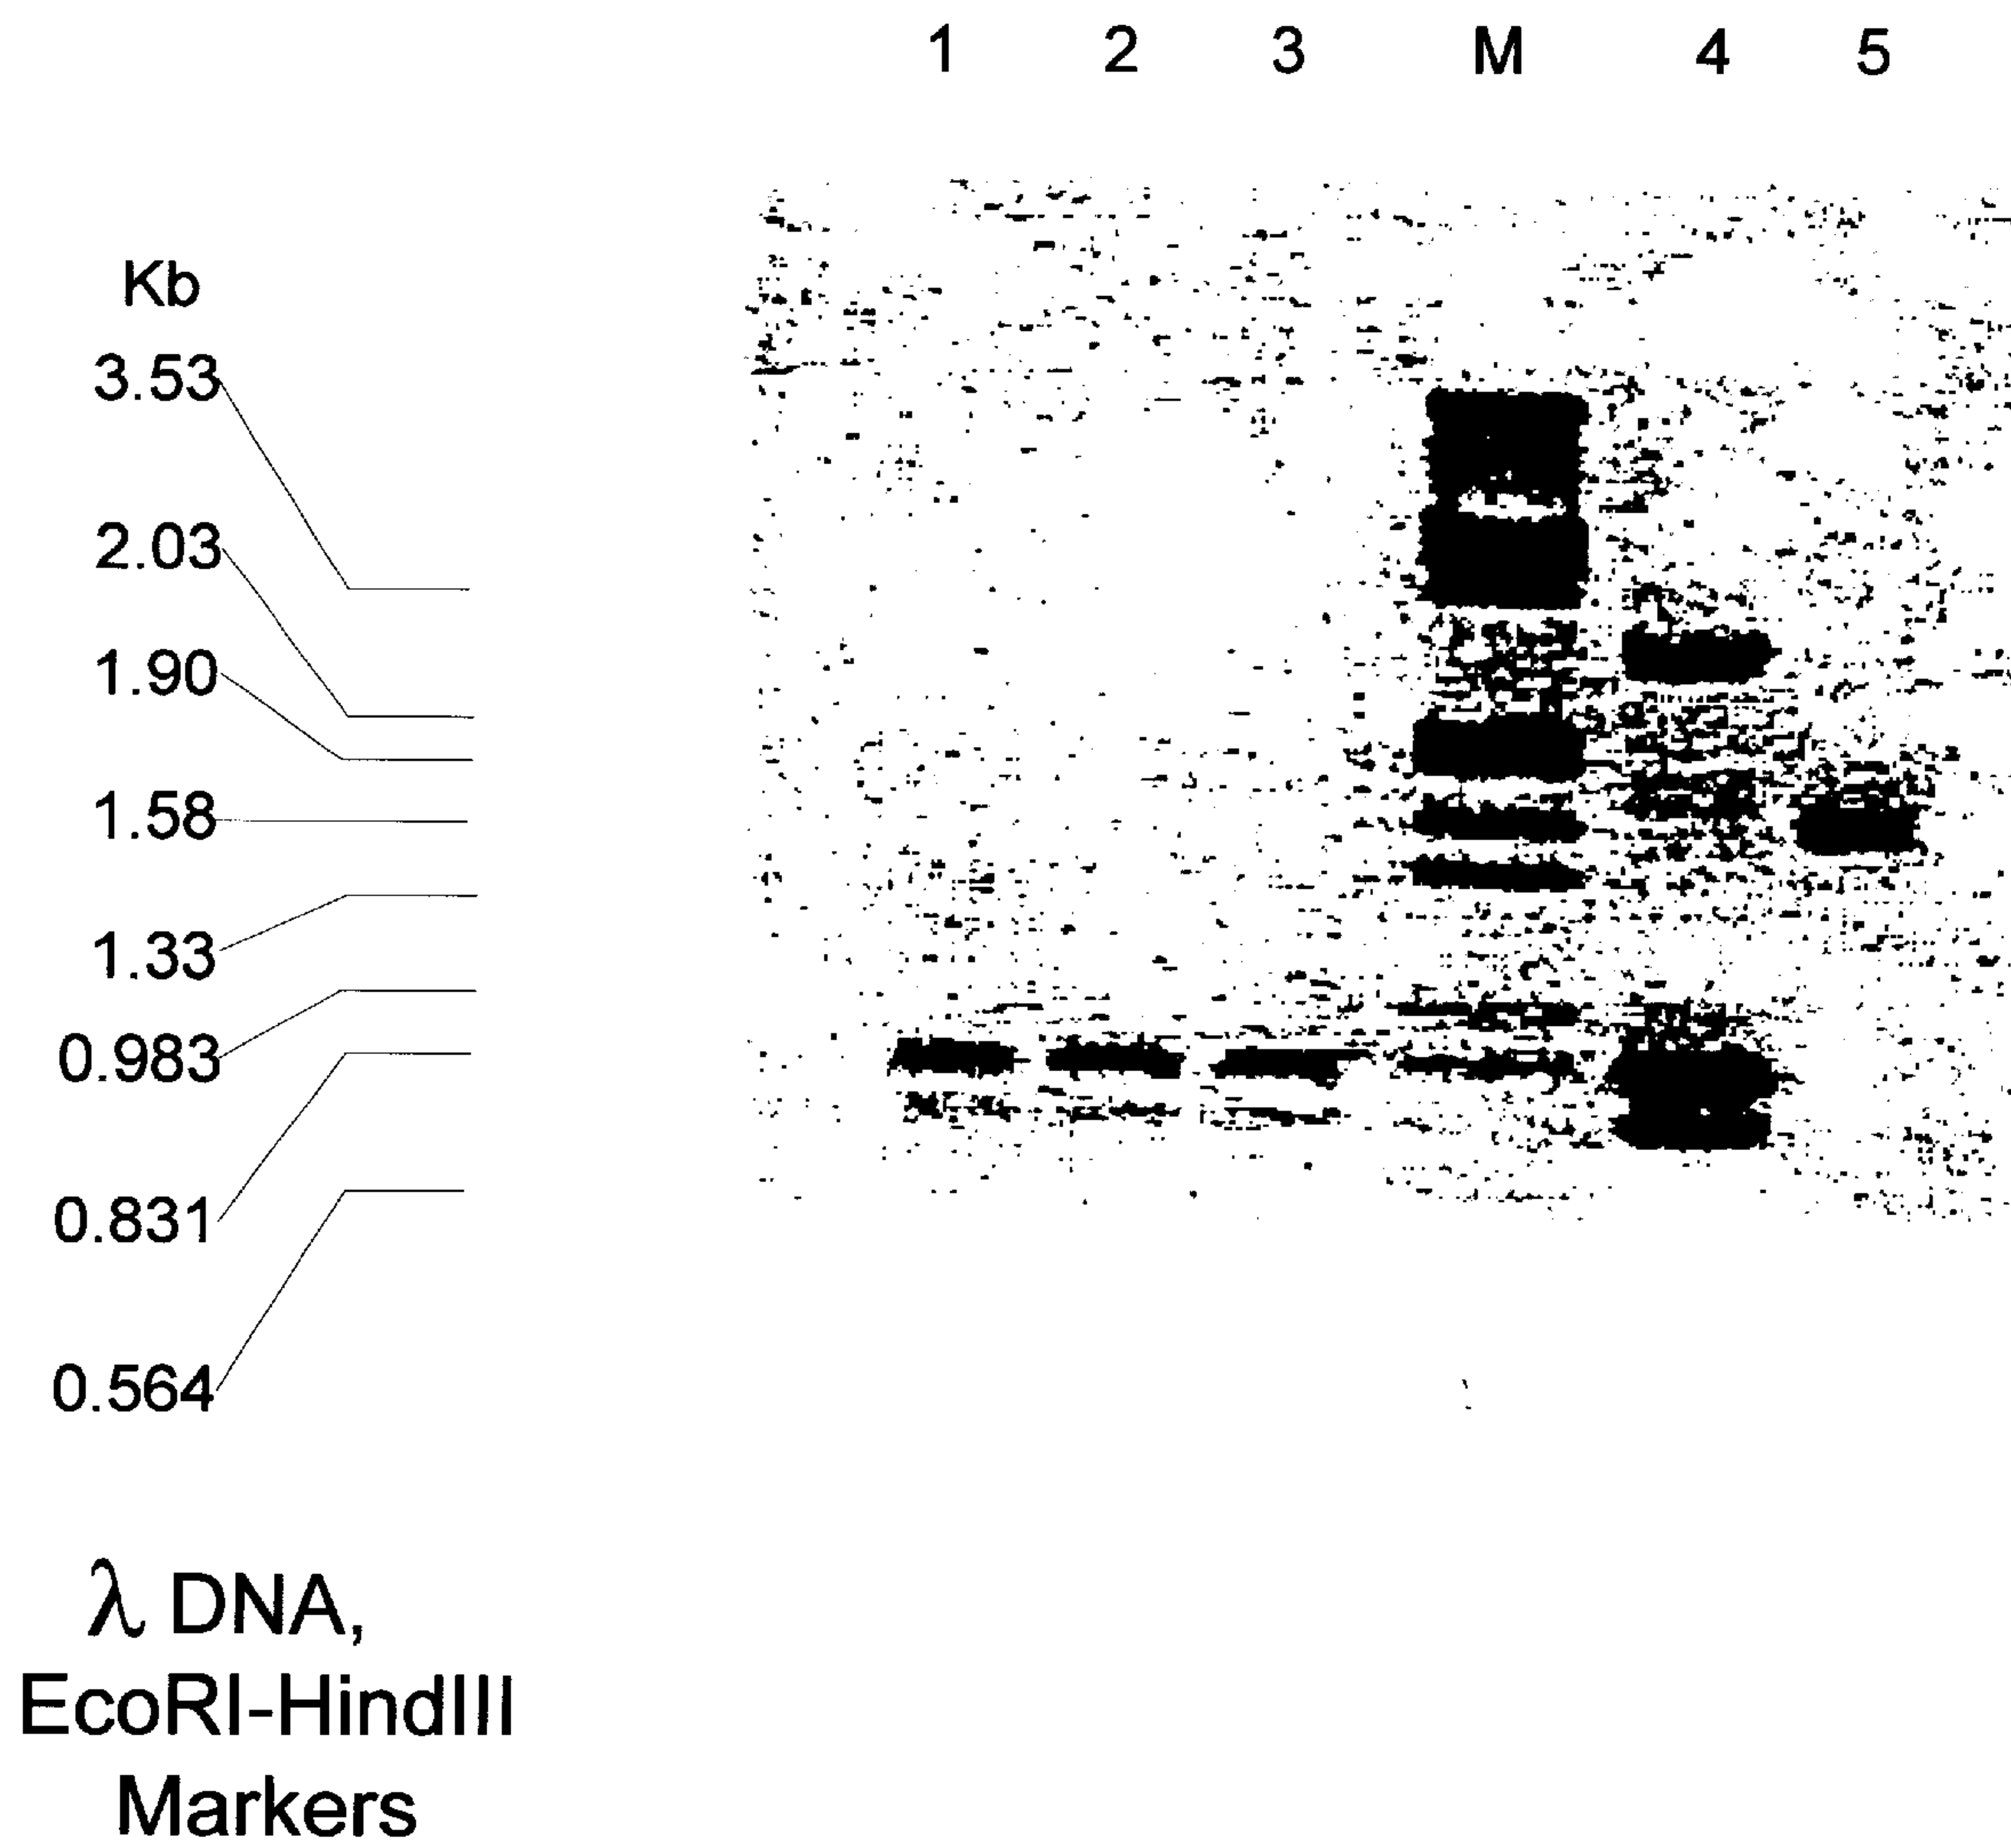 1 2 3 M 4 5
Kb
3.53
2.03
1.90
1.58
1.33
0.983
0.831
0.564
λ DNA,
EcoRI-HindIII
Markers